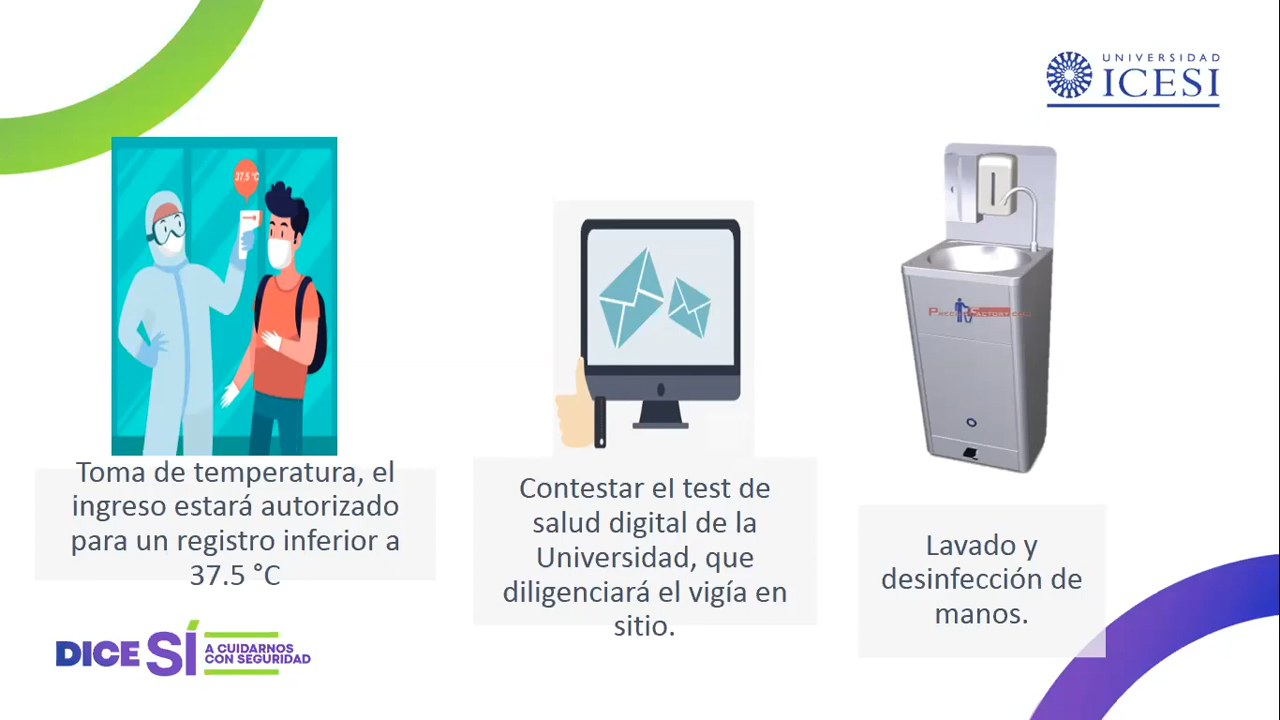 UNIVERSIDAD
ICESI
37.5 °C
Toma de temperatura, el
ingreso estará autorizado
para un registro inferior a
37.5 °C
Contestar el test de
salud digital de la
Universidad, que
diligenciará el vigía en
sitio.
Lavado y
desinfección de
manos.
DICE SÍ A CUIDARNOS
CON SEGURIDAD